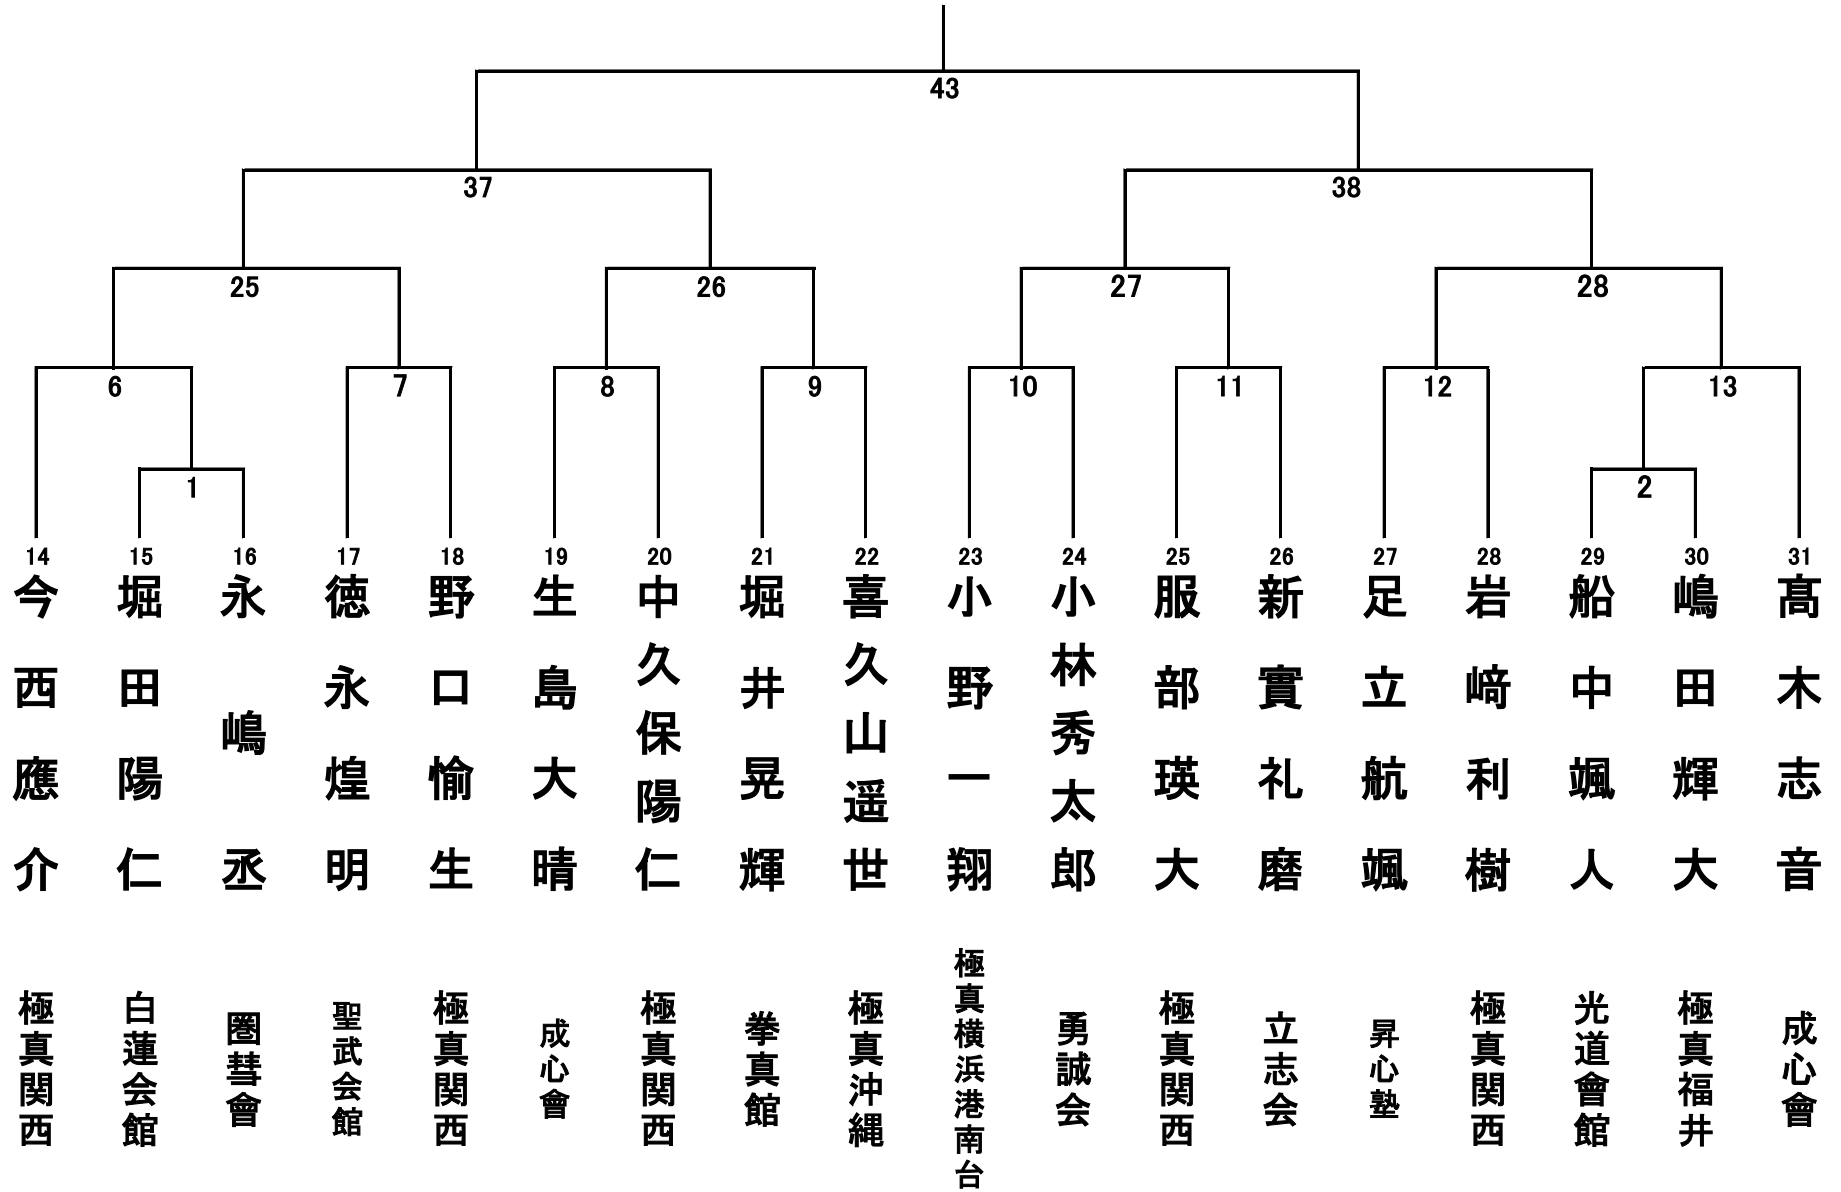 43
37
38
25
26
27
28
6
7
8
9
10
11
12
13
1
2
14
今西應介
極真関西
15
堀田陽仁
白蓮会館
16
永嶋丞
圏彗會
17
徳永煌明
聖武会館
18
野口愉生
極真関西
19
生島大晴
成心會
20
中久保陽仁
極真関西
21
堀井晃輝
拳真館
22
喜久山遥世
極真沖縄
23
小野一翔
極真横浜港南台
24
小林秀太郎
勇誠会
25
服部瑛大
極真関西
26
新實礼磨
立志会
27
足立航颯
昇心塾
28
岩﨑利樹
極真関西
29
船中颯人
光道會館
30
嶋田輝大
極真福井
31
髙木志音
成心會